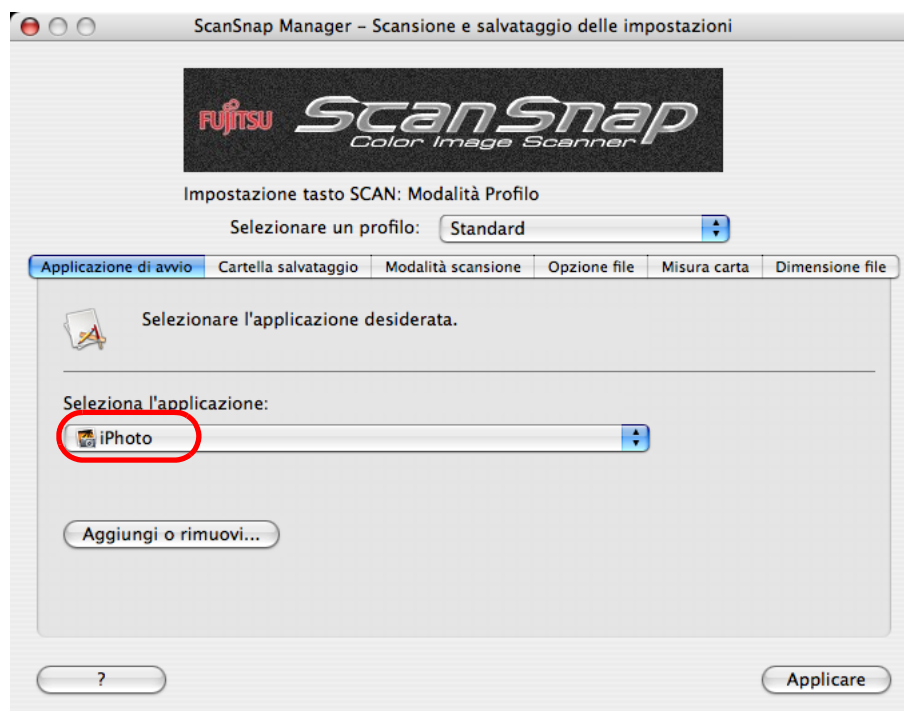 ScanSnap Manager – Scansione e salvataggio delle impostazioni
FUJITSU ScanSnap
Color Image Scanner
Impostazione tasto SCAN: Modalità Profilo
Selezionare un profilo: Standard
Applicazione di avvio Cartella salvataggio Modalità scansione Opzione file Misura carta Dimensione file
Selezionare l'applicazione desiderata.
Seleziona l'applicazione:
iPhoto
Aggiungi o rimuovi...
? Applicare